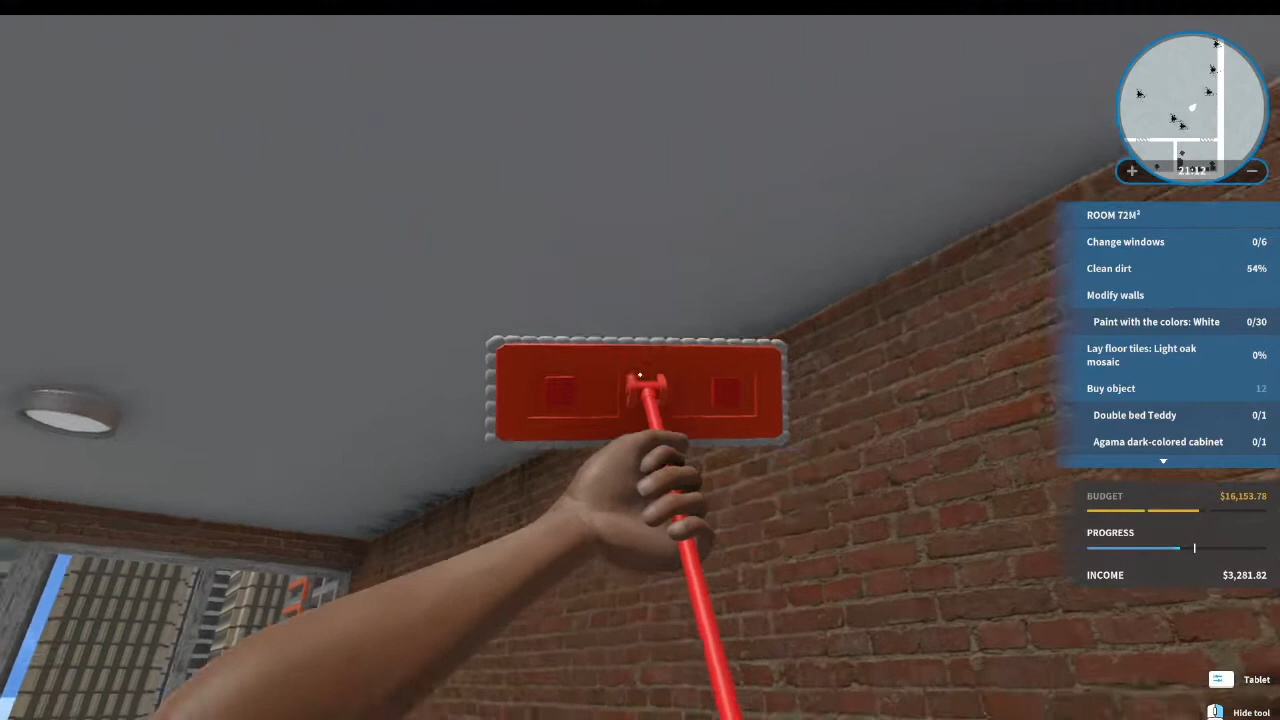 21:12
ROOM 72M²
Change windows 0/6
Clean dirt 54%
Modify walls
Paint with the colors: White 0/30
Lay floor tiles: Light oak
mosaic 0%
Buy object 12
Double bed Teddy 0/1
Agama dark-colored cabinet 0/1
BUDGET $16,153.78
PROGRESS
INCOME $3,281.82
Tablet
Hide tool